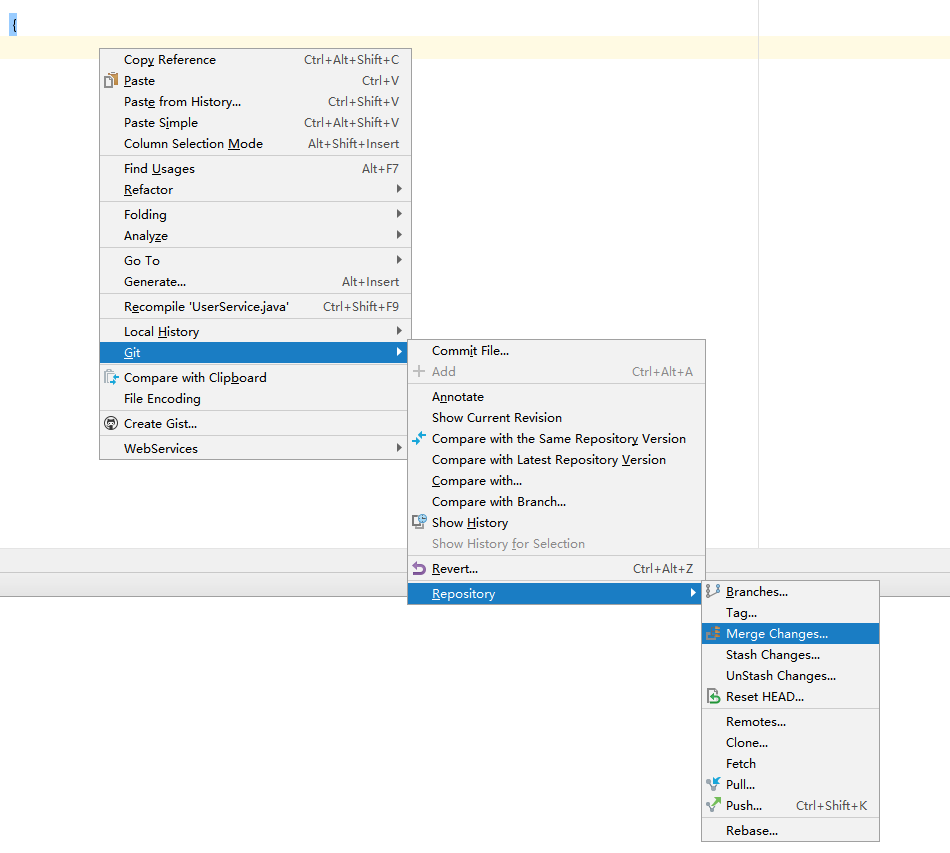 {
Copy Reference Ctrl+Alt+Shift+C
Paste Ctrl+V
Paste from History... Ctrl+Shift+V
Paste Simple Ctrl+Alt+Shift+V
Column Selection Mode Alt+Shift+Insert
Find Usages Alt+F7
Refactor
Folding
Analyze
Go To
Generate... Alt+Insert
Recompile 'UserService.java' Ctrl+Shift+F9
Local History
Git
Compare with Clipboard
File Encoding
Create Gist...
WebServices
Commit File...
Add Ctrl+Alt+A
Annotate
Show Current Revision
Compare with the Same Repository Version
Compare with Latest Repository Version
Compare with...
Compare with Branch...
Show History
Show History for Selection
Revert... Ctrl+Alt+Z
Repository
Branches...
Tag...
Merge Changes...
Stash Changes...
UnStash Changes...
Reset HEAD...
Remotes...
Clone...
Fetch
Pull...
Push... Ctrl+Shift+K
Rebase...